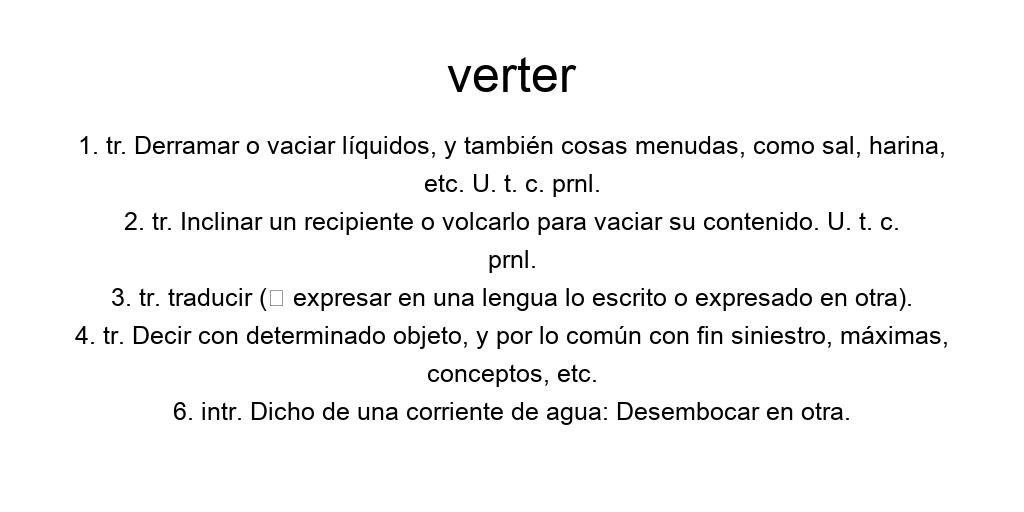 verter
1. tr. Derramar o vaciar líquidos, y también cosas menudas, como sal, harina,
etc. U. t. c. prnl.
2. tr. Inclinar un recipiente o volcarlo para vaciar su contenido. U. t. c.
prnl.
3. tr. traducir (□ expresar en una lengua lo escrito o expresado en otra).
4. tr. Decir con determinado objeto, y por lo común con fin siniestro, máximas,
conceptos, etc.
6. intr. Dicho de una corriente de agua: Desembocar en otra.